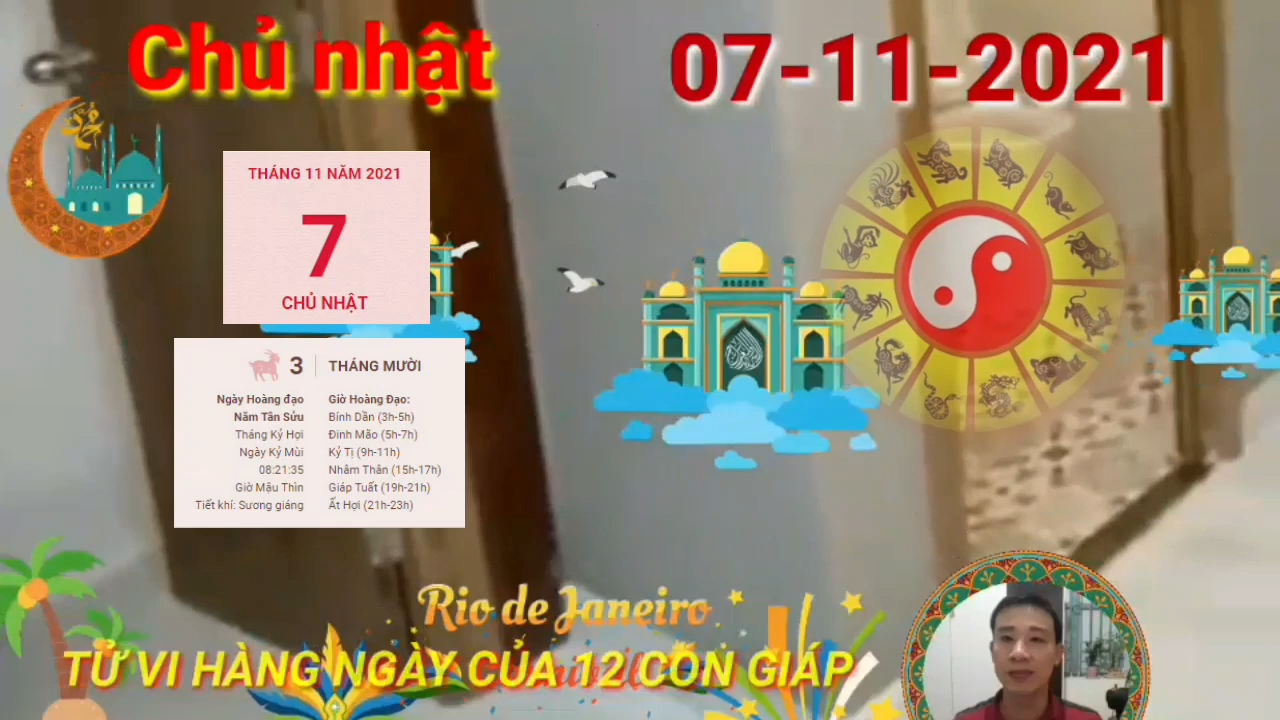 Chủ nhật
07-11-2021
THÁNG 11 NĂM 2021
7
CHỦ NHẬT
3 THÁNG MƯỜI
Ngày Hoàng đạo
Năm Tân Sửu
Tháng Kỷ Hợi
Ngày Kỷ Mùi
08:21:35
Giờ Mậu Thìn
Tiết khí: Sương giáng
Giờ Hoàng Đạo:
Bính Dần (3h-5h)
Đinh Mão (5h-7h)
Kỷ Tị (9h-11h)
Nhâm Thân (15h-17h)
Giáp Tuất (19h-21h)
Ất Hợi (21h-23h)
Rio de Janeiro
TỬ VI HÀNG NGÀY CỦA 12 CON GIÁP